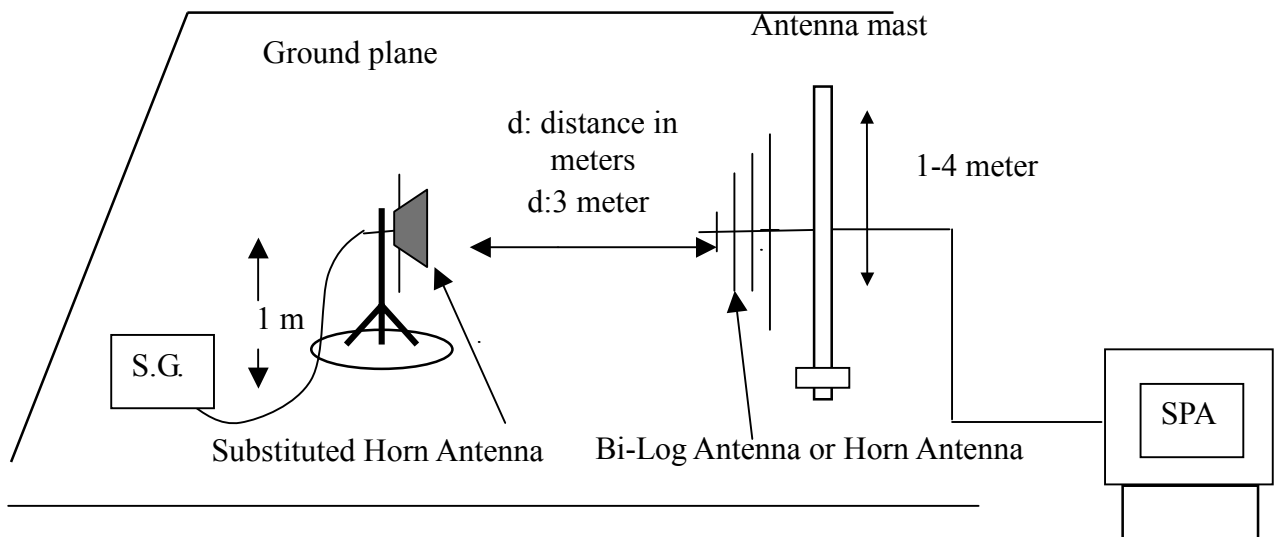 Antenna mast
Ground plane
d: distance in
meters
d:3 meter
1-4 meter
1 m
S.G.
SPA
Substituted Horn Antenna
Bi-Log Antenna or Horn Antenna